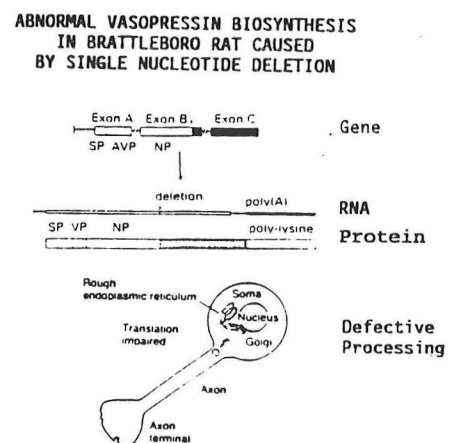 ABNORMAL VASOPRESSIN BIOSYNTHESIS
IN BRATTLEBORO RAT CAUSED
BY SINGLE NUCLEOTIDE DELETION
Exon A Exon B Exon C
Gene
SP AVP NP
deletion
poly(A)
RNA
SP VP NP poly-lysine
Protein
Rough
endoplasmic reticulum
Soma
Nucleus
Golgi
Translation
impaired
Defective
Processing
Axon
Axon
terminal